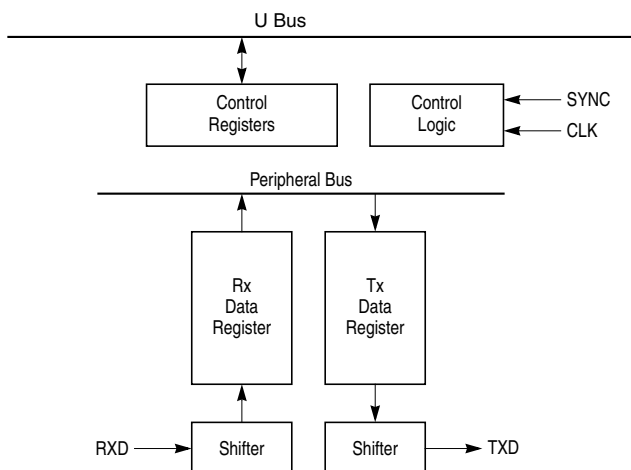 U Bus
Control
Registers
Control
Logic
SYNC
CLK
Peripheral Bus
Rx
Data
Register
Tx
Data
Register
RXD
Shifter
Shifter
TXD